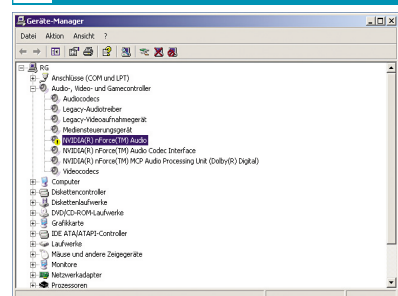 Geräte-Manager
Datei Aktion Ansicht ?
RG
Anschlüsse (COM und LPT)
Audio-, Video- und Gamecontroller
Audiocodecs
Legacy-Audiotreiber
Legacy-Videoaufnahmegerät
Mediensteuerungsgerät
NVIDIA(R) nForce(TM) Audio
NVIDIA(R) nForce(TM) Audio Codec Interface
NVIDIA(R) nForce(TM) MCP Audio Processing Unit (Dolby(R) Digital)
Videocodecs
Computer
Diskettencontroller
Diskettenlaufwerke
DVD/CD-ROM-Laufwerke
Grafikkarte
IDE ATA/ATAPI-Controller
Laufwerke
Mäuse und andere Zeigegeräte
Monitore
Netzwerkadapter
Prozessoren